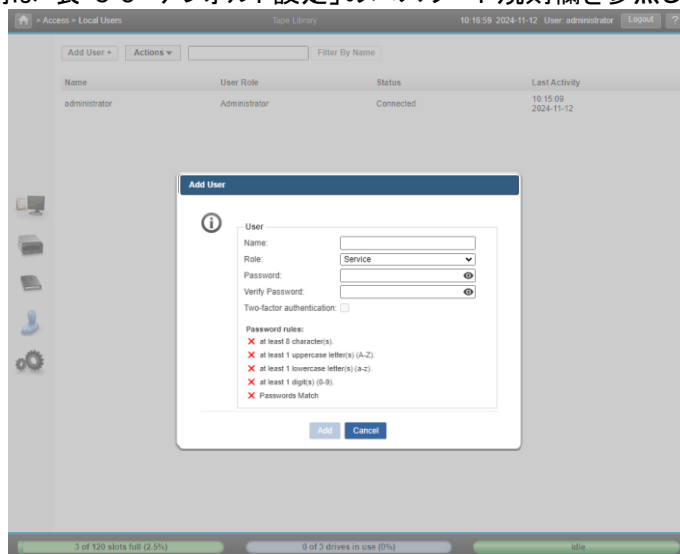 > Access > Local Users Tape Library 10:16:59 2024-11-12 User: administrator Logout ?
Add User + Actions Filter By Name
Name User Role Status Last Activity
administrator Administrator Connected 10:15:09
2024-11-12
Add User
User
Name:
Role: Service
Password:
Verify Password:
Two-factor authentication:
Password rules:
at least 8 character(s).
at least 1 uppercase letter(s) (A-Z).
at least 1 lowercase letter(s) (a-z).
at least 1 digit(s) (0-9).
Passwords Match
Add Cancel
3 of 120 slots full (2.5%) 0 of 3 drives in use (0%) Idle